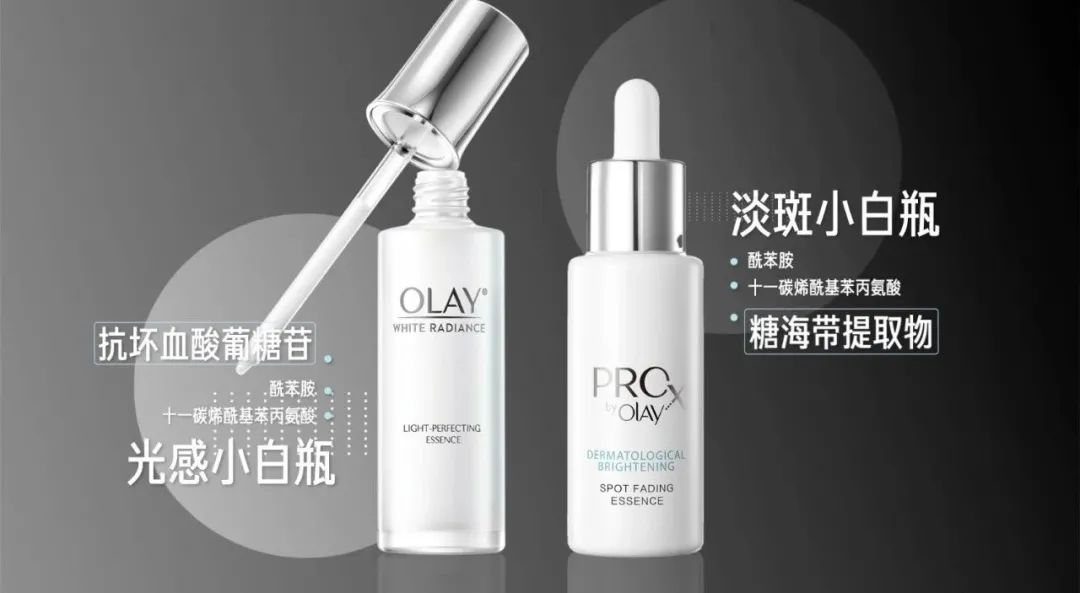 抗坏血酸葡糖苷
酰苯胺
十一碳烯酰基苯丙氨酸
光感小白瓶
OLAY®
WHITE RADIANCE
LIGHT-PERFECTING
ESSENCE
PROx
by OLAY
DERMATOLOGICAL
BRIGHTENING
SPOT FADING
ESSENCE
淡斑小白瓶
酰苯胺
十一碳烯酰基苯丙氨酸
糖海带提取物